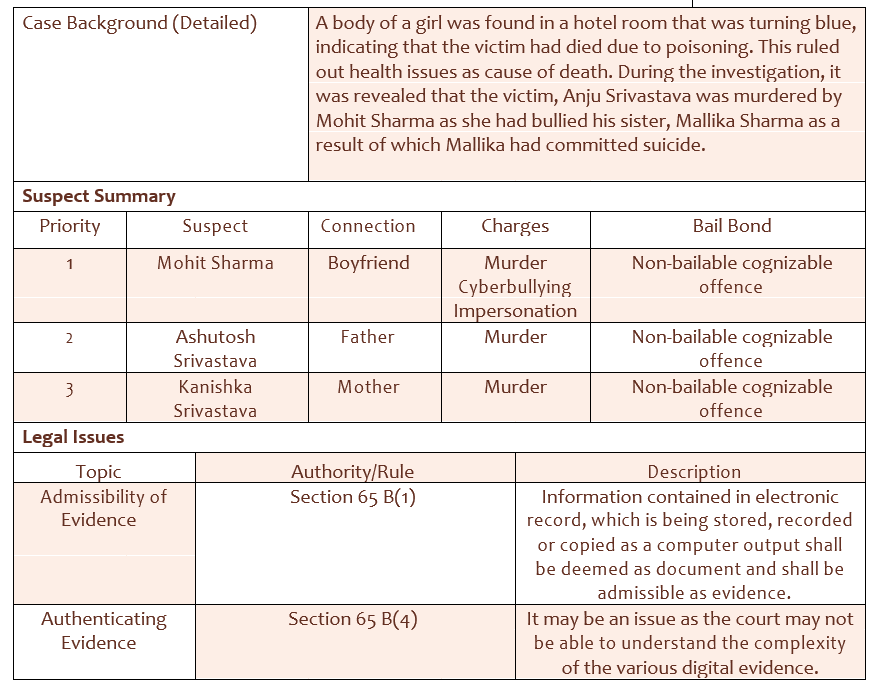 Case Background (Detailed)
A body of a girl was found in a hotel room that was turning blue,
indicating that the victim had died due to poisoning. This ruled
out health issues as cause of death. During the investigation, it
was revealed that the victim, Anju Srivastava was murdered by
Mohit Sharma as she had bullied his sister, Mallika Sharma as a
result of which Mallika had committed suicide.
Suspect Summary
Priority Suspect Connection Charges Bail Bond
1 Mohit Sharma Boyfriend Murder Non-bailable cognizable
Cyberbullying offence
Impersonation
2 Ashutosh Father Murder Non-bailable cognizable
Srivastava offence
3 Kanishka Mother Murder Non-bailable cognizable
Srivastava offence
Legal Issues
Topic Authority/Rule Description
Admissibility of Section 65 B(1) Information contained in electronic
Evidence record, which is being stored, recorded
or copied as a computer output shall
be deemed as document and shall be
admissible as evidence.
Authenticating Section 65 B(4) It may be an issue as the court may not
Evidence be able to understand the complexity
of the various digital evidence.